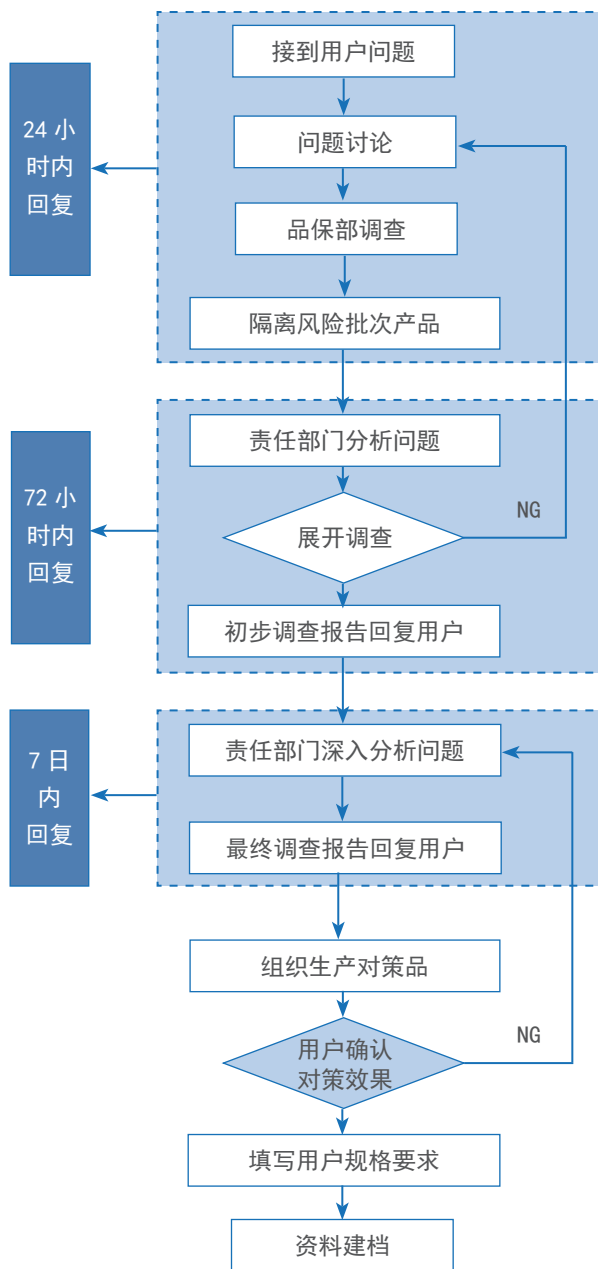 接到用户问题
24 小
时内
回复
问题讨论
品保部调查
隔离风险批次产品
72 小
时内
回复
责任部门分析问题
展开调查
NG
初步调查报告回复用户
7 日
内
回复
责任部门深入分析问题
最终调查报告回复用户
组织生产对策品
用户确认
对策效果
NG
填写用户规格要求
资料建档